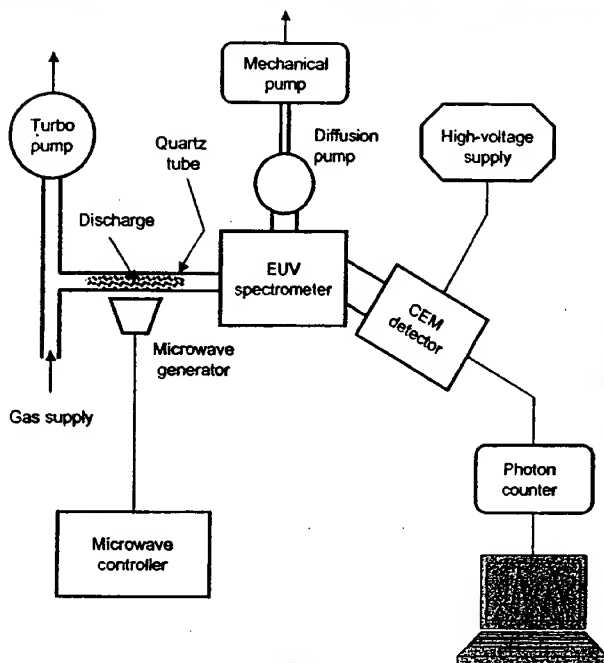 Mechanical
pump
Turbo
pump
Quartz
tube
Diffusion
pump
High-voltage
supply
Discharge
EUV
spectrometer
CEM
detector
Microwave
generator
Gas supply
Photon
counter
Microwave
controller